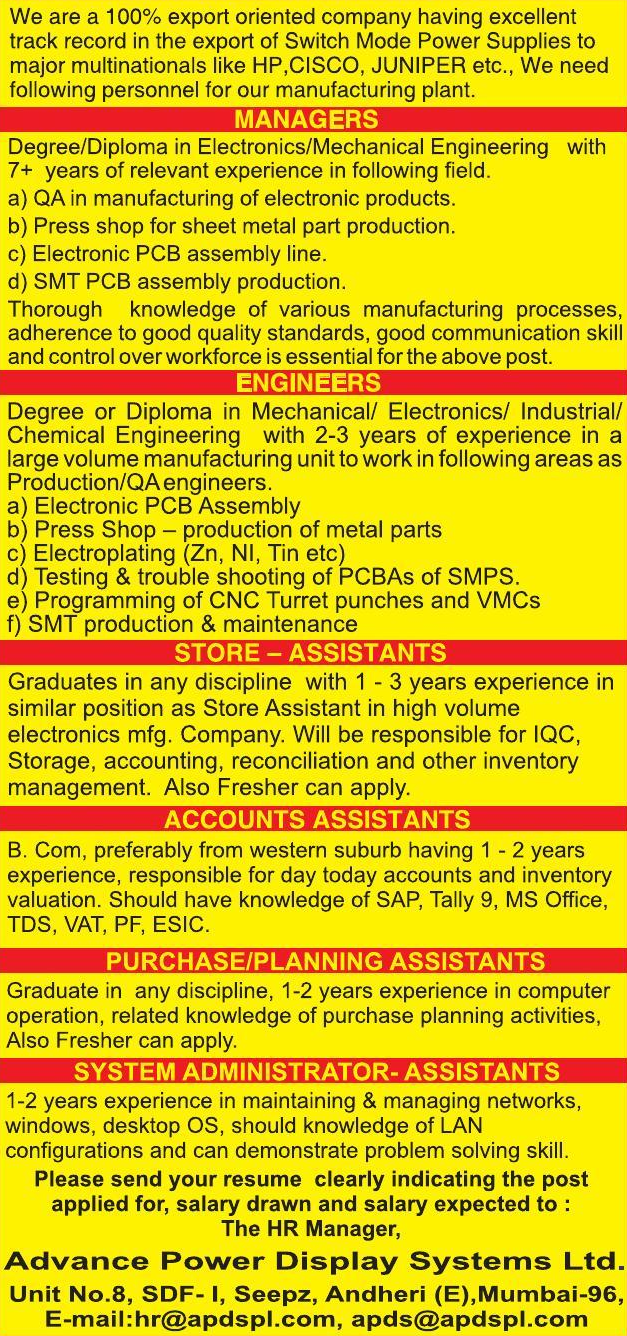 We are a 100% export oriented company having excellent
track record in the export of Switch Mode Power Supplies to
major multinationals like HP,CISCO, JUNIPER etc., We need
following personnel for our manufacturing plant.
MANAGERS
Degree/Diploma in Electronics/Mechanical Engineering with
7+ years of relevant experience in following field.
a) QA in manufacturing of electronic products.
b) Press shop for sheet metal part production.
c) Electronic PCB assembly line.
d) SMT PCB assembly production.
Thorough knowledge of various manufacturing processes,
adherence to good quality standards, good communication skill
and control over workforce is essential for the above post.
ENGINEERS
Degree or Diploma in Mechanical/ Electronics/ Industrial/
Chemical Engineering with 2-3 years of experience in a
large volume manufacturing unit to work in following areas as
Production/QA engineers.
a) Electronic PCB Assembly
b) Press Shop – production of metal parts
c) Electroplating (Zn, NI, Tin etc)
d) Testing & trouble shooting of PCBAs of SMPS.
e) Programming of CNC Turret punches and VMCs
f) SMT production & maintenance
STORE – ASSISTANTS
Graduates in any discipline with 1 - 3 years experience in
similar position as Store Assistant in high volume
electronics mfg. Company. Will be responsible for IQC,
Storage, accounting, reconciliation and other inventory
management. Also Fresher can apply.
ACCOUNTS ASSISTANTS
B. Com, preferably from western suburb having 1 - 2 years
experience, responsible for day today accounts and inventory
valuation. Should have knowledge of SAP, Tally 9, MS Office,
TDS, VAT, PF, ESIC.
PURCHASE/PLANNING ASSISTANTS
Graduate in any discipline, 1-2 years experience in computer
operation, related knowledge of purchase planning activities,
Also Fresher can apply.
SYSTEM ADMINISTRATOR- ASSISTANTS
1-2 years experience in maintaining & managing networks,
windows, desktop OS, should knowledge of LAN
configurations and can demonstrate problem solving skill.
Please send your resume clearly indicating the post
applied for, salary drawn and salary expected to :
The HR Manager,
Advance Power Display Systems Ltd.
Unit No.8, SDF- I, Seepz, Andheri (E),Mumbai-96,
E-mail:hr@apdspl.com, apds@apdspl.com